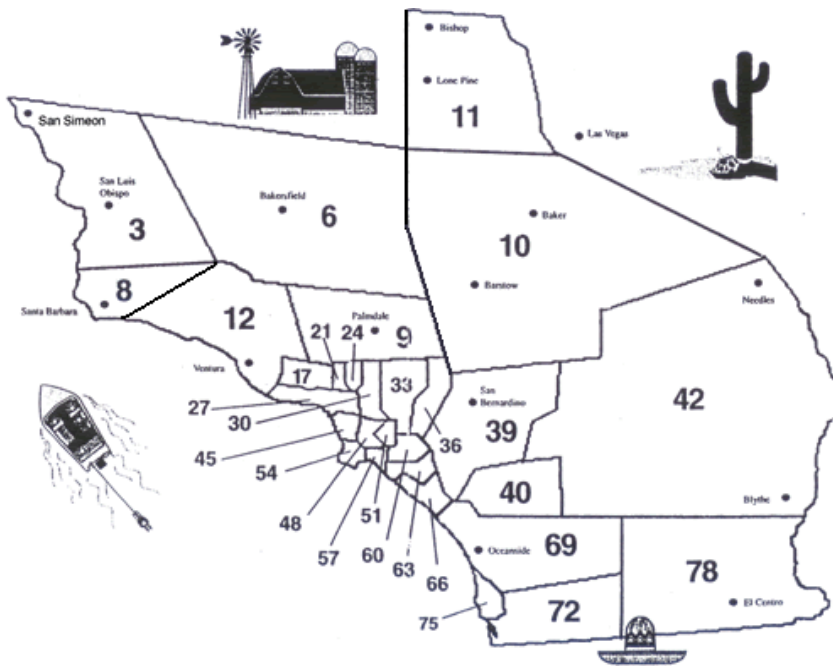 Bishop
Lone Pine
11
Las Vegas
San Simeon
San Luis
Obispo
3
Bakersfield
6
Baker
10
Barstow
Needles
8
Santa Barbara
12
Palmdale
9
21
24
Ventura
17
33
27
30
36
San
Bernardino
39
42
45
54
48
51
57
60
63
66
40
Blythe
Oceanside
69
78
75
72
El Centro